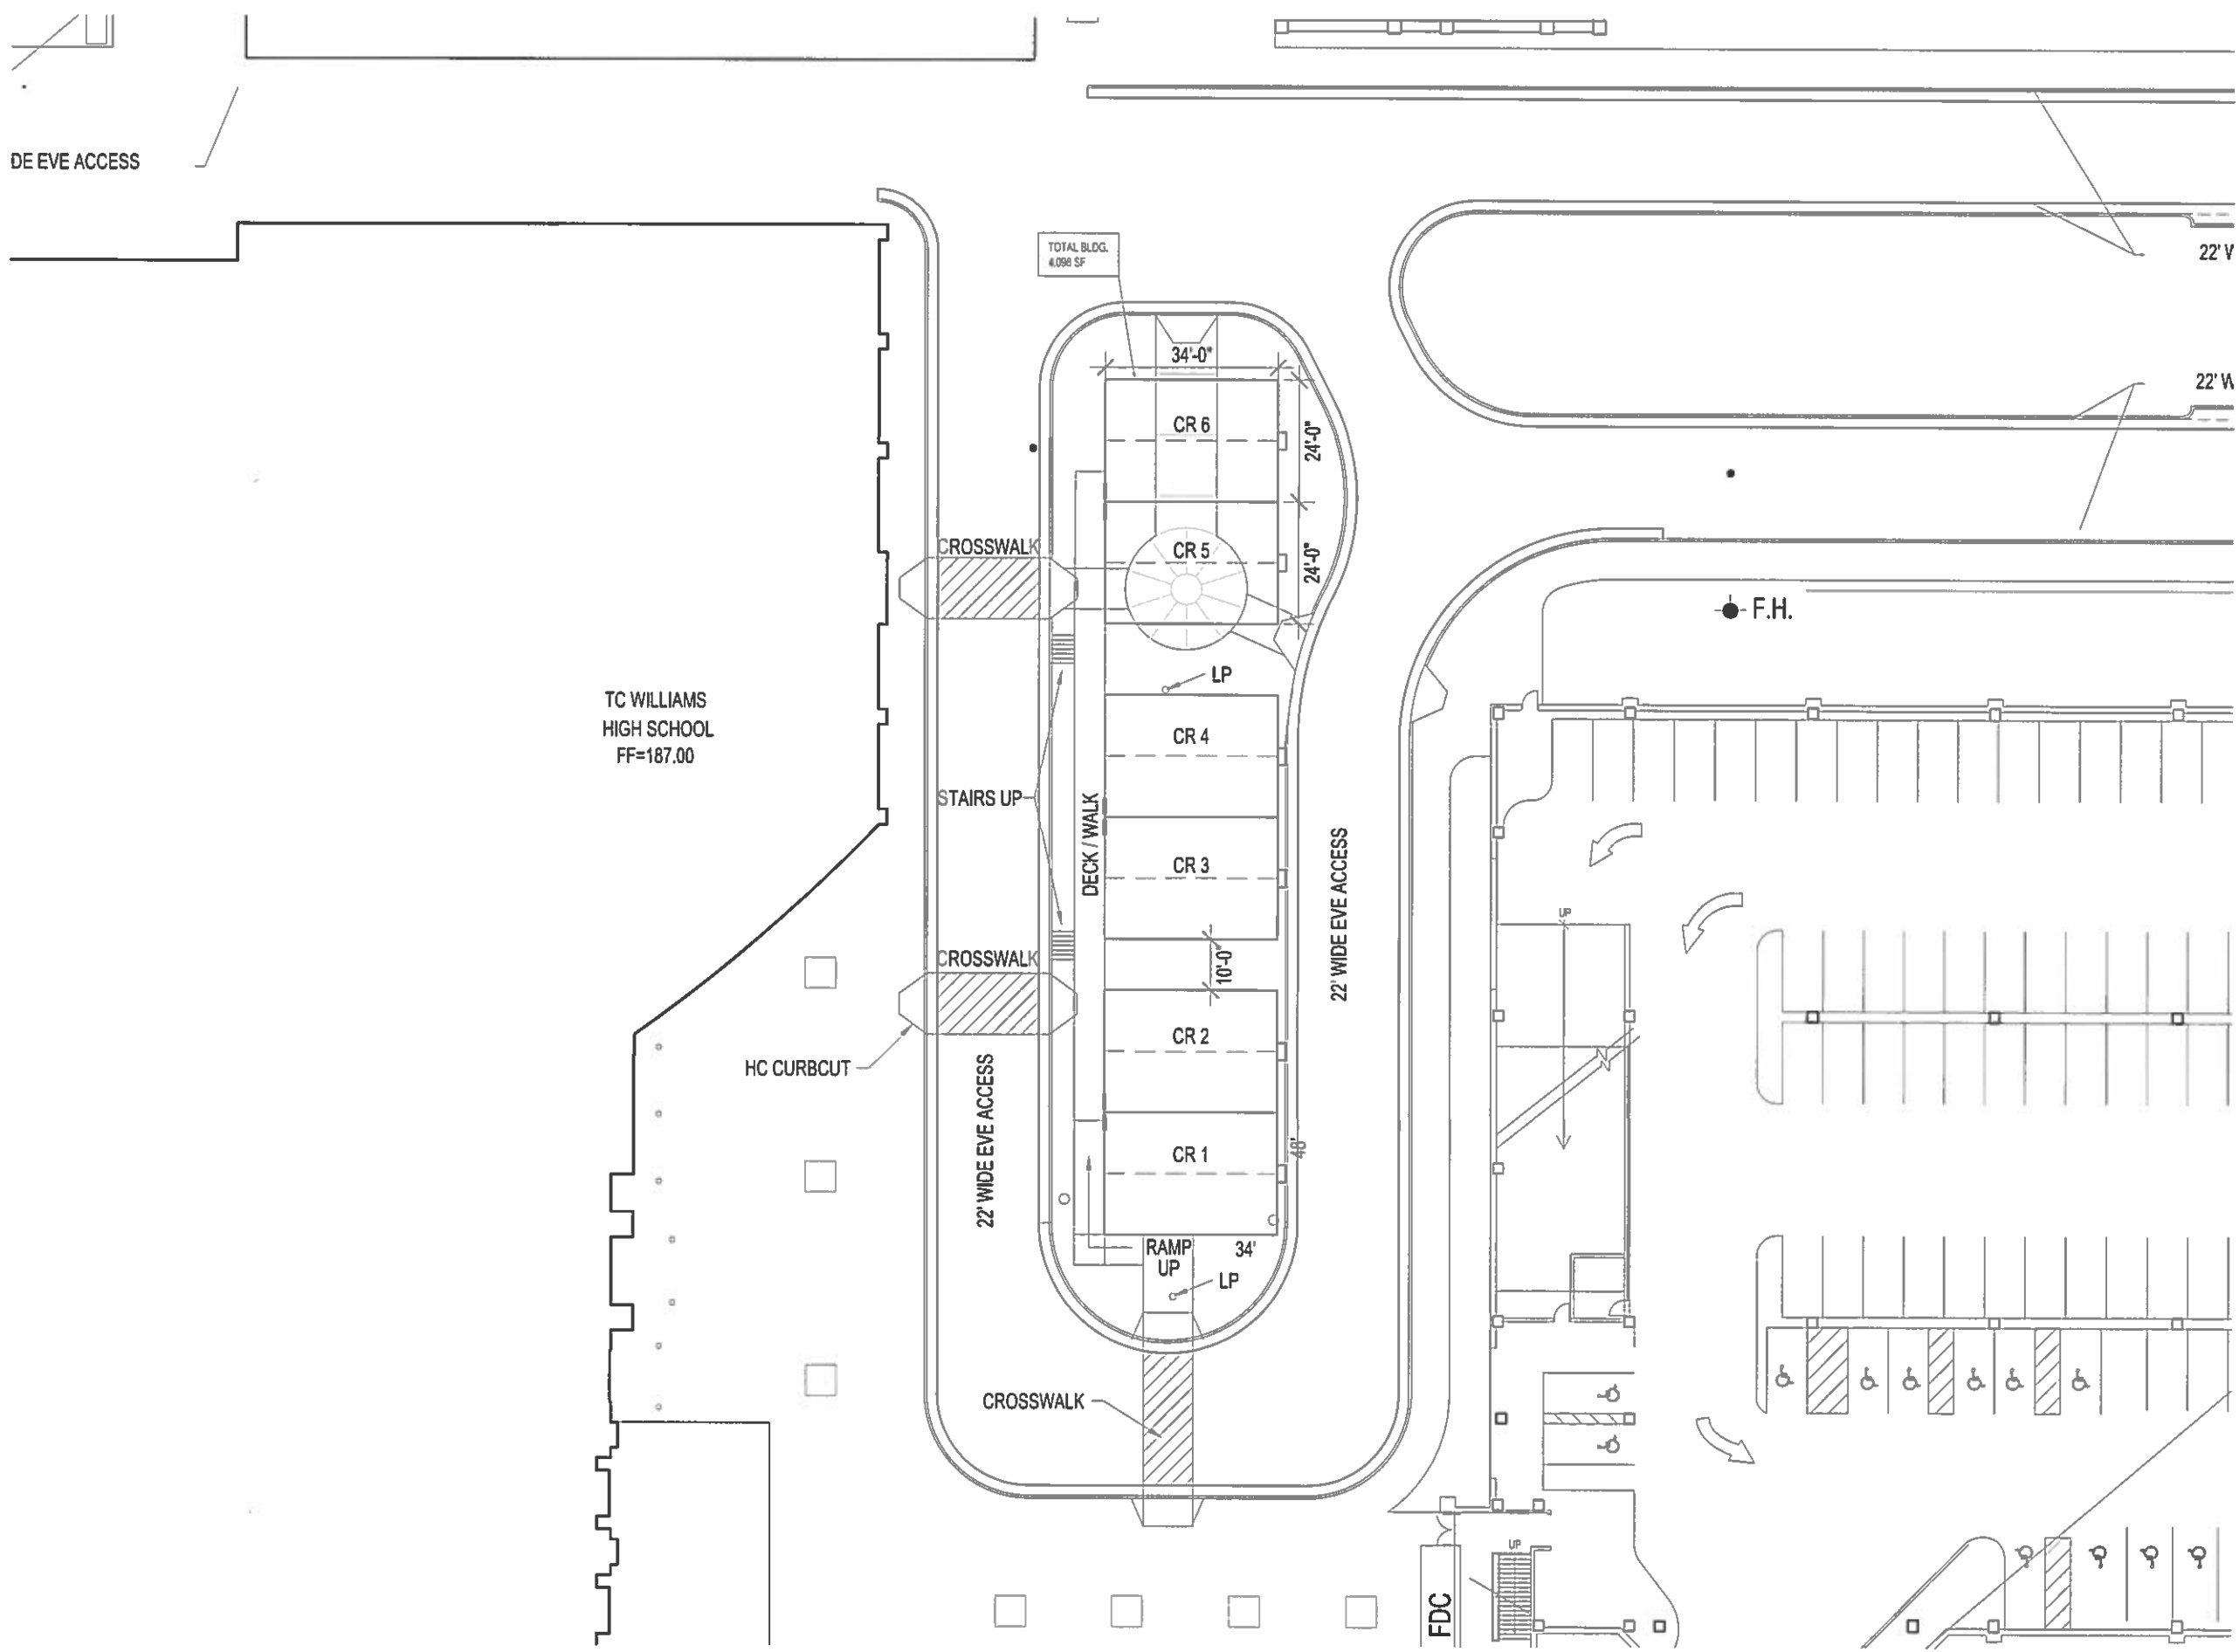 DE EVE ACCESS
TOTAL BLDG.
4,096 SF
22' W
22' W
34'-0"
CR 6
24'-0"
CROSSWALK
CR 5
24'-0"
F.H.
LP
TC WILLIAMS
HIGH SCHOOL
FF=187.00
CR 4
STAIRS UP
DECK / WALK
CR 3
22' WIDE EVE ACCESS
UP
CROSSWALK
10'-0"
CR 2
HC CURBCUT
22' WIDE EVE ACCESS
CR 1
48'
RAMP
UP
34'
LP
CROSSWALK
UP
FDC
N